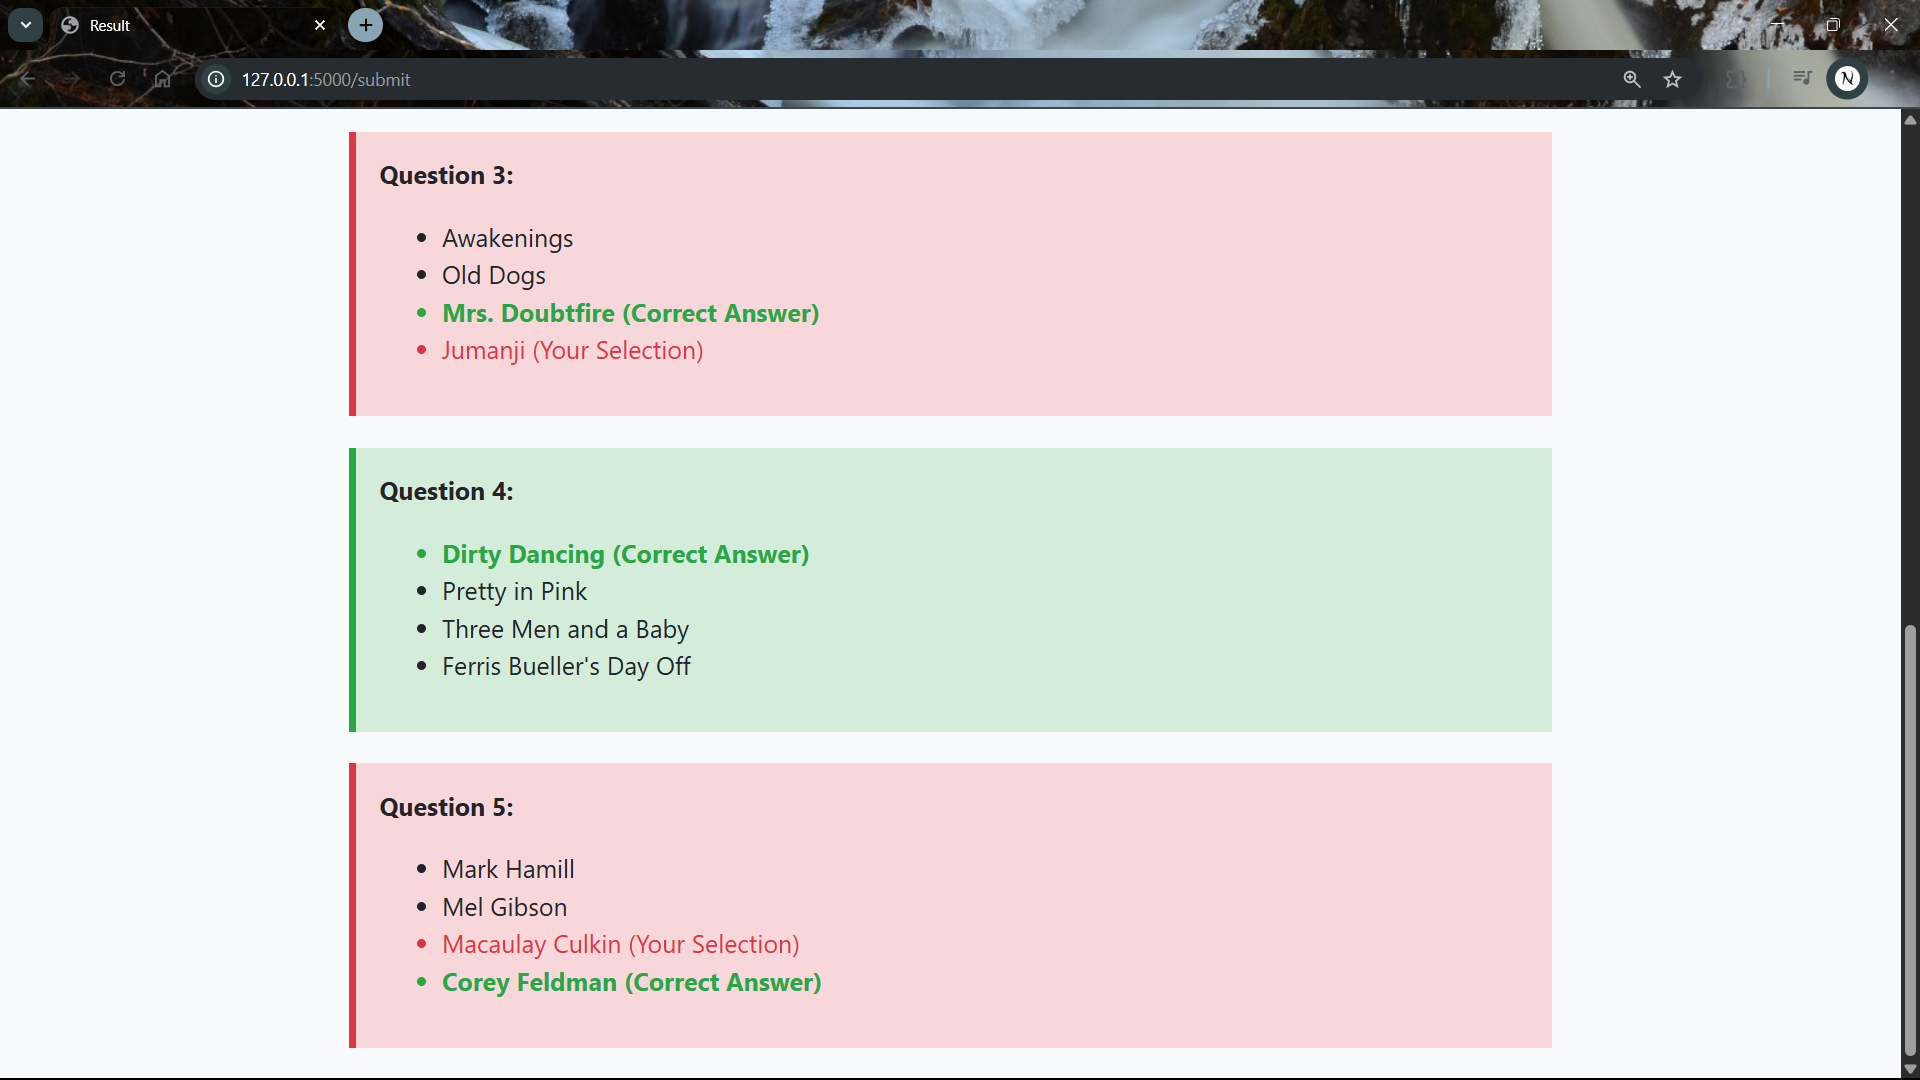 Result
127.0.0.1:5000/submit
N
Question 3:
Awakenings
Old Dogs
Mrs. Doubtfire (Correct Answer)
Jumanji (Your Selection)
Question 4:
Dirty Dancing (Correct Answer)
Pretty in Pink
Three Men and a Baby
Ferris Bueller's Day Off
Question 5:
Mark Hamill
Mel Gibson
Macaulay Culkin (Your Selection)
Corey Feldman (Correct Answer)